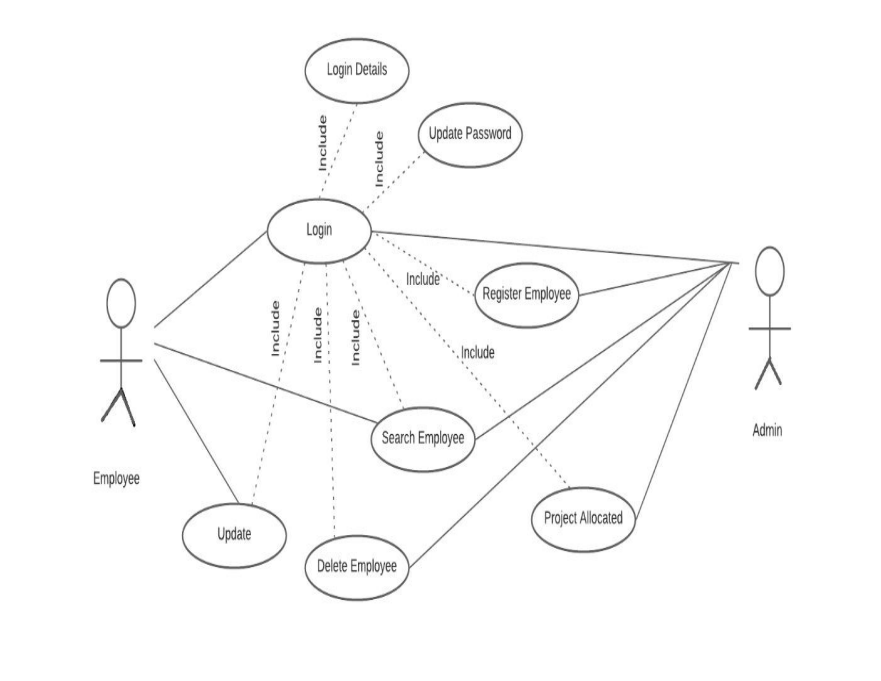 Login Details
Update Password
Include
Include
Login
Include
Register Employee
Include
Include
Include
Include
Search Employee
Admin
Employee
Update
Delete Employee
Project Allocated